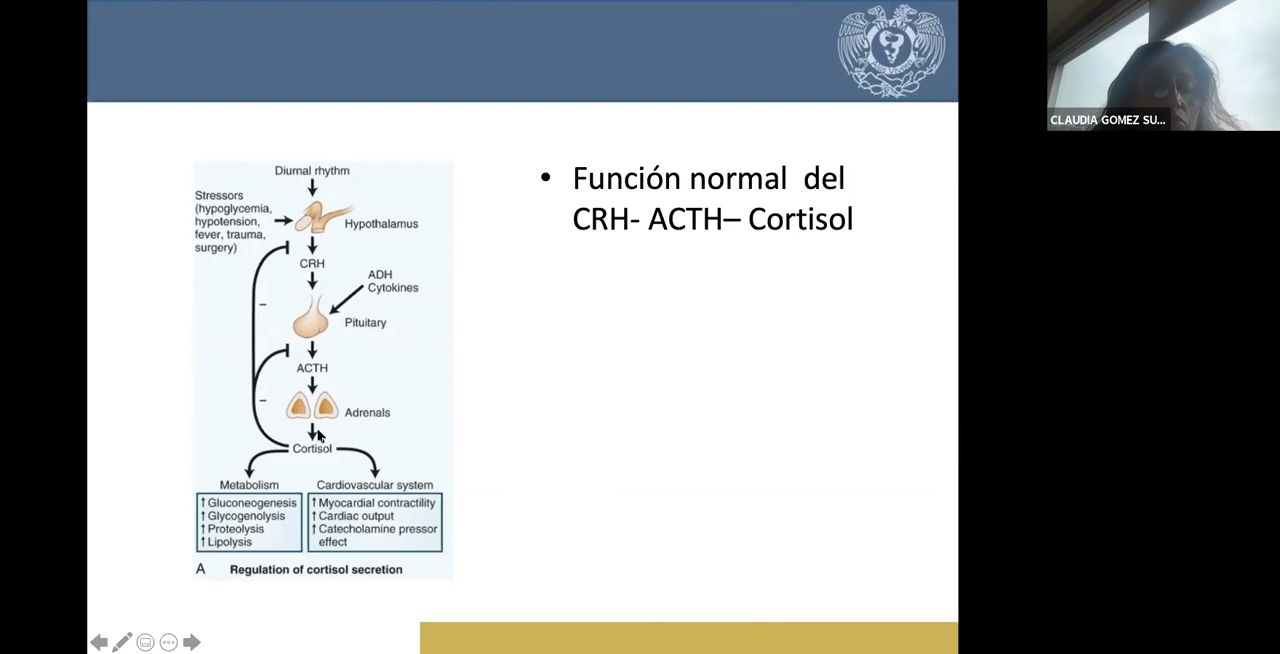 CLAUDIA GOMEZ SU...
Función normal del
CRH- ACTH– Cortisol
Diurnal rhythm
Stressors
(hypoglycemia,
hypotension,
fever, trauma,
surgery)
Hypothalamus
CRH
ADH
Cytokines
Pituitary
ACTH
Adrenals
Cortisol
Metabolism
↑ Gluconeogenesis
↑ Glycogenolysis
↑ Proteolysis
↑ Lipolysis
Cardiovascular system
↑ Myocardial contractility
↑ Cardiac output
↑ Catecholamine pressor
effect
A Regulation of cortisol secretion